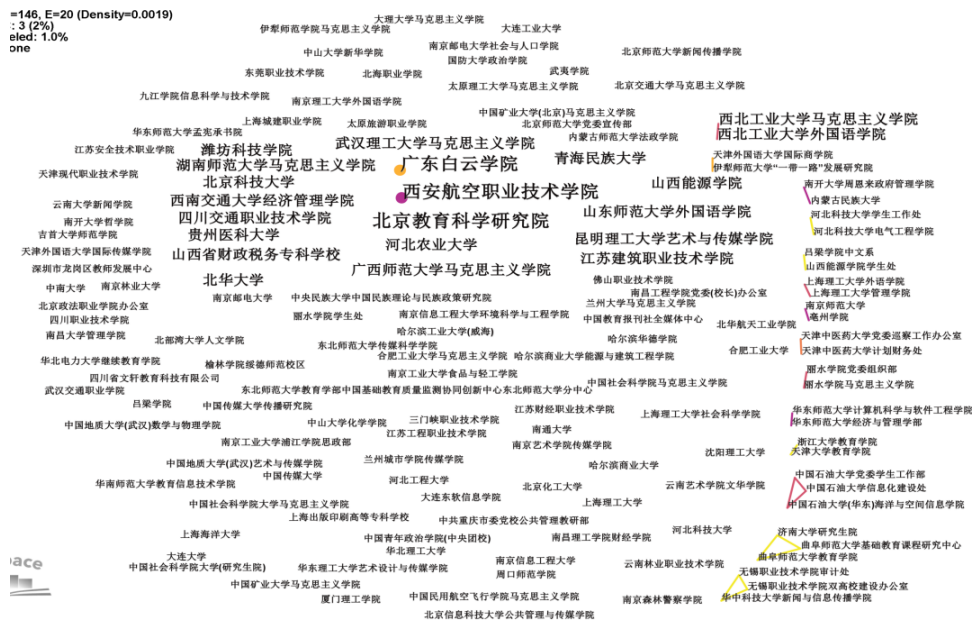 =146, E=20 (Density=0.0019)
: 3 (2%)
eled: 1.0%
one
大理大学马克思主义学院
伊犁师范学院马克思主义学院
大连工业大学
中山大学新华学院
南京邮电大学社会与人口学院
北京师范大学新闻传播学院
国防大学政治学院
东莞职业技术学院
北海职业学院
武夷学院
太原理工大学马克思主义学院
北京交通大学马克思主义学院
九江学院信息科学与技术学院
南京理工大学外国语学院
中国矿业大学(北京)马克思主义学院
上海城建职业学院
太原旅游职业学院
北京师范大学党委宣传部
西北工业大学马克思主义学院
华东师范大学孟宪承书院
内蒙古师范大学法政学院
西北工业大学外国语学院
江苏安全技术职业学院
潍坊科技学院
武汉理工大学马克思主义学院
青海民族大学
天津外国语大学国际商学院
湖南师范大学马克思主义学院
广东白云学院
伊犁师范大学“一带一路”发展研究院
天津现代职业技术学院
北京科技大学
山西能源学院
南开大学周恩来政府管理学院
西安航空职业技术学院
西南交通大学经济管理学院
内蒙古民族大学
云南大学新闻学院
四川交通职业技术学院
北京教育科学研究院
山东师范大学外国语学院
河北科技大学学生工作处
南开大学哲学院
吉首大学师范学院
贵州医科大学
河北科技大学电气工程学院
天津外国语大学国际传媒学院
山西省财政税务专科学校
河北农业大学
昆明理工大学艺术与传媒学院
吕梁学院中文系
深圳市龙岗区教师发展中心
广西师范大学马克思主义学院
江苏建筑职业技术学院
山西能源学院学生处
中南大学
南京林业大学
北华大学
佛山职业技术学院
上海理工大学外语学院
南昌工程学院党委(校长)办公室
上海理工大学管理学院
北京政法职业学院办公室
南京邮电大学
中央民族大学中国民族理论与民族政策研究院
兰州大学马克思主义学院
南京师范大学
四川职业技术学院
丽水学院学生处
南京信息工程大学环境科学与工程学院
中国教育报刊社全媒体中心
北华航天工业学院
亳州学院
南昌大学管理学院
北部湾大学人文学院
哈尔滨工业大学(威海)
哈尔滨华德学院
天津中医药大学党委巡察工作办公室
东北师范大学传媒科学学院
合肥工业大学
天津中医药大学计划财务处
华北电力大学继续教育学院
榆林学院绥德师范校区
合肥工业大学马克思主义学院
哈尔滨商业大学能源与建筑工程学院
丽水学院党委组织部
四川省文轩教育科技有限公司
南京工业大学食品与轻工学院
中国社会科学院马克思主义学院
丽水学院马克思主义学院
武汉交通职业学院
东北师范大学教育学部中国基础教育质量监测协同创新中心东北师范大学分中心
吕梁学院
中国传媒大学传播研究院
江苏财经职业技术学院
上海理工大学社会科学学院
华东师范大学计算机科学与软件工程学院
中国地质大学(武汉)数学与物理学院
中山大学化学学院
三门峡职业技术学院
南通大学
华东师范大学经济与管理学部
江苏工程职业技术学院
南京工业大学浦江学院思政部
南京艺术学院传媒学院
浙江大学教育学院
沈阳理工大学
天津大学教育学院
中国地质大学(武汉)艺术与传媒学院
兰州城市学院传媒学院
哈尔滨商业大学
中国传媒大学
河北工业大学
中国石油大学党委学生工作部
华南师范大学教育信息技术学院
北京化工大学
云南艺术学院文华学院
中国石油大学信息化建设处
大连东软信息学院
中国社会科学院大学马克思主义学院
上海理工大学
中国石油大学(华东)海洋与空间信息学院
上海出版印刷高等专科学校
中共重庆市委党校公共管理教研部
上海海洋大学
中国青年政治学院(中央团校)
南昌理工学院财经学院
河北科技大学
济南大学研究生院
华北理工大学
曲阜师范大学基础教育课程研究中心
大连大学
南京信息工程大学
曲阜师范大学教育学院
中国社会科学院大学(研究生院)
华东理工大学艺术设计与传媒学院
云南林业职业技术学院
周口师范学院
无锡职业技术学院审计处
中国矿业大学马克思主义学院
无锡职业技术学院双高校建设办公室
厦门理工学院
中国民用航空飞行学院马克思主义学院
南京森林警察学院
华中科技大学新闻与信息传播学院
北京信息科技大学公共管理与传媒学院
pace